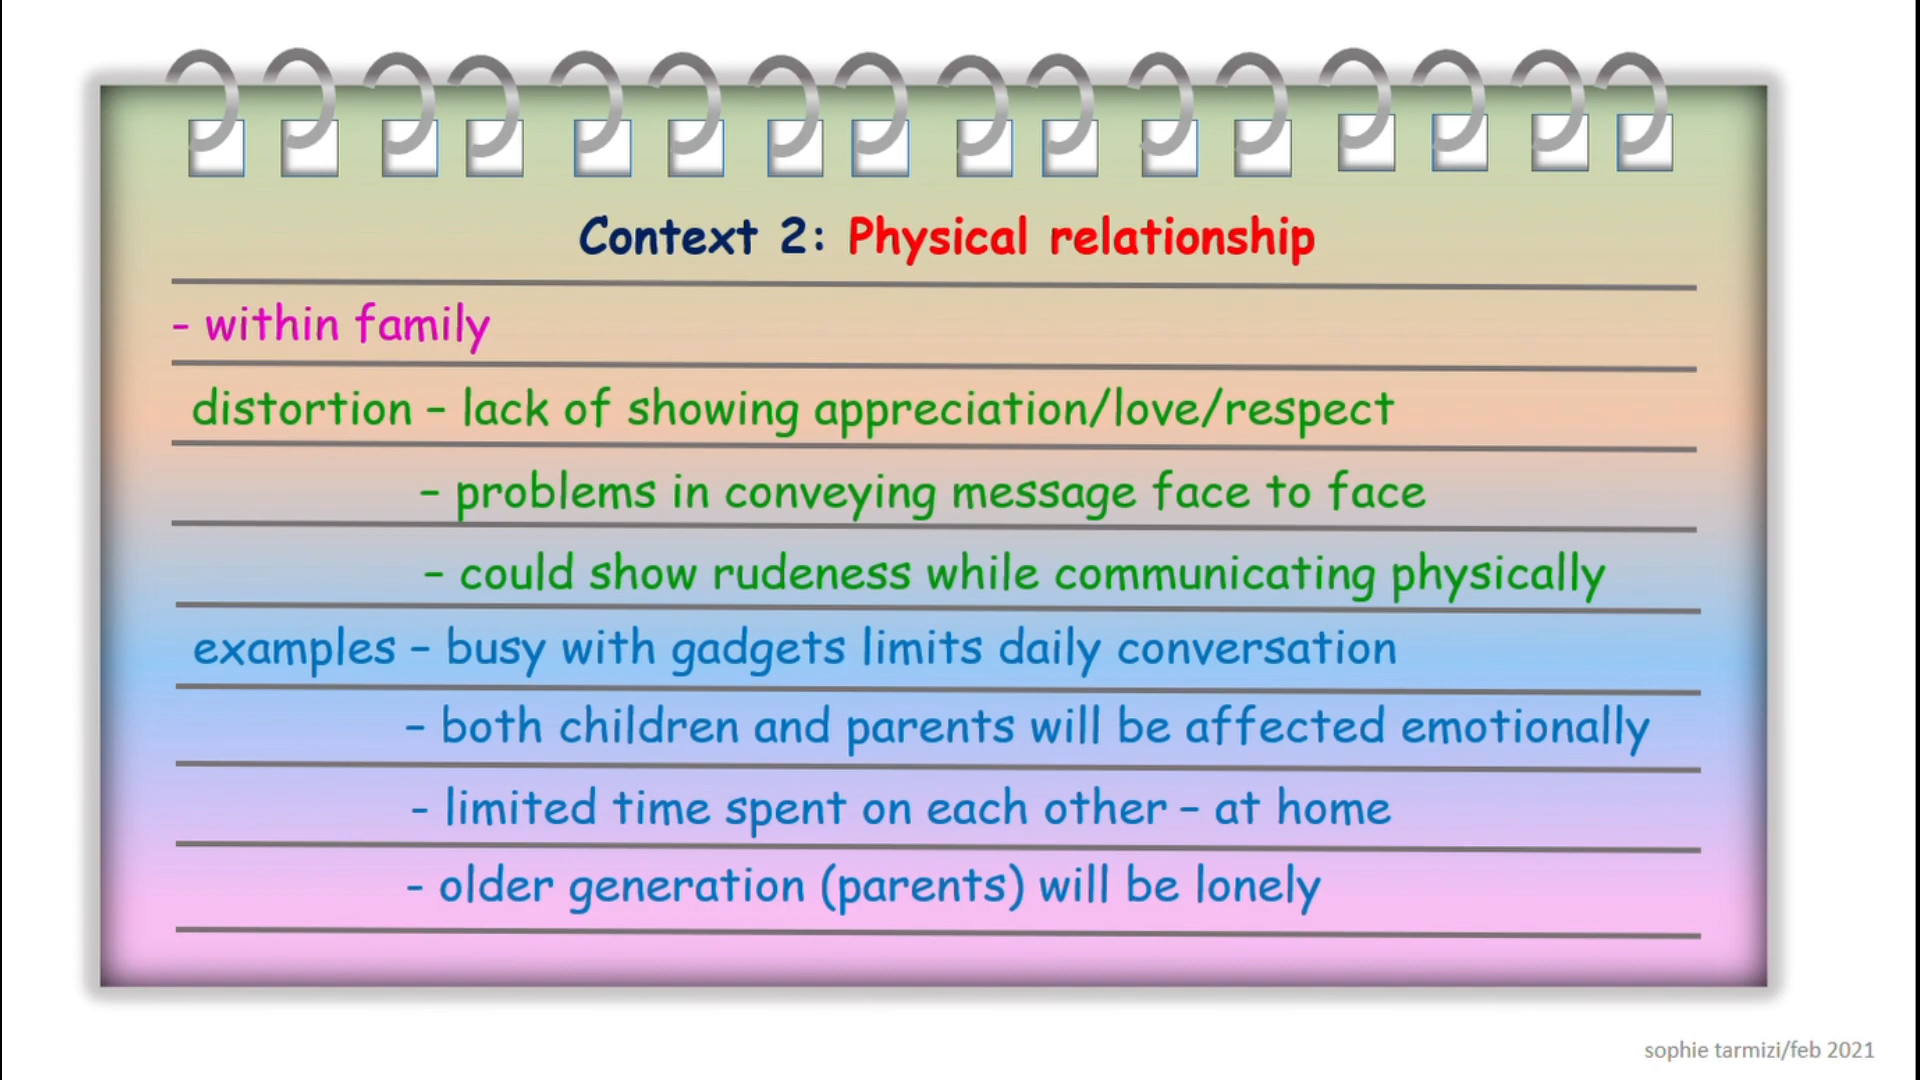 Context 2: Physical relationship
- within family
distortion – lack of showing appreciation/love/respect
– problems in conveying message face to face
– could show rudeness while communicating physically
examples – busy with gadgets limits daily conversation
– both children and parents will be affected emotionally
- limited time spent on each other – at home
- older generation (parents) will be lonely
sophie tarmizi/feb 2021